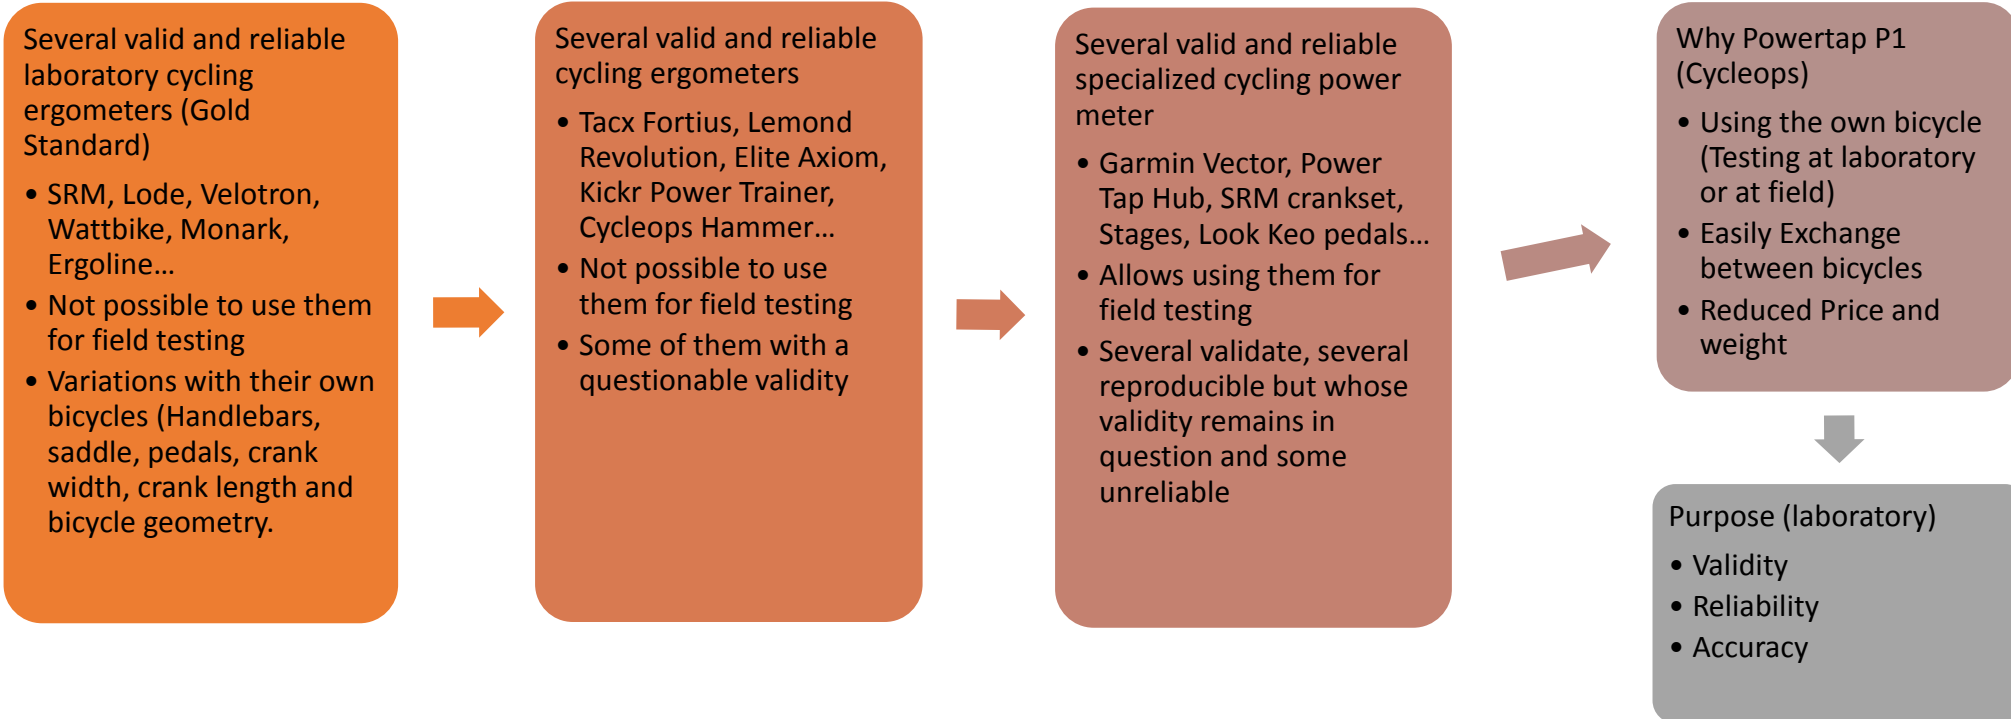 Several valid and reliable
laboratory cycling
ergometers (Gold
Standard)
• SRM, Lode, Velotron,
Wattbike, Monark,
Ergoline...
• Not possible to use them
for field testing
• Variations with their own
bicycles (Handlebars,
saddle, pedals, crank
width, crank length and
bicycle geometry.
Several valid and reliable
cycling ergometers
• Tacx Fortius, Lemond
Revolution, Elite Axiom,
Kickr Power Trainer,
Cycleops Hammer...
• Not possible to use
them for field testing
• Some of them with a
questionable validity
Several valid and reliable
specialized cycling power
meter
• Garmin Vector, Power
Tap Hub, SRM crankset,
Stages, Look Keo pedals...
• Allows using them for
field testing
• Several validate, several
reproducible but whose
validity remains in
question and some
unreliable
Why Powertap P1
(Cycleops)
• Using the own bicycle
(Testing at laboratory
or at field)
• Easily Exchange
between bicycles
• Reduced Price and
weight
Purpose (laboratory)
• Validity
• Reliability
• Accuracy